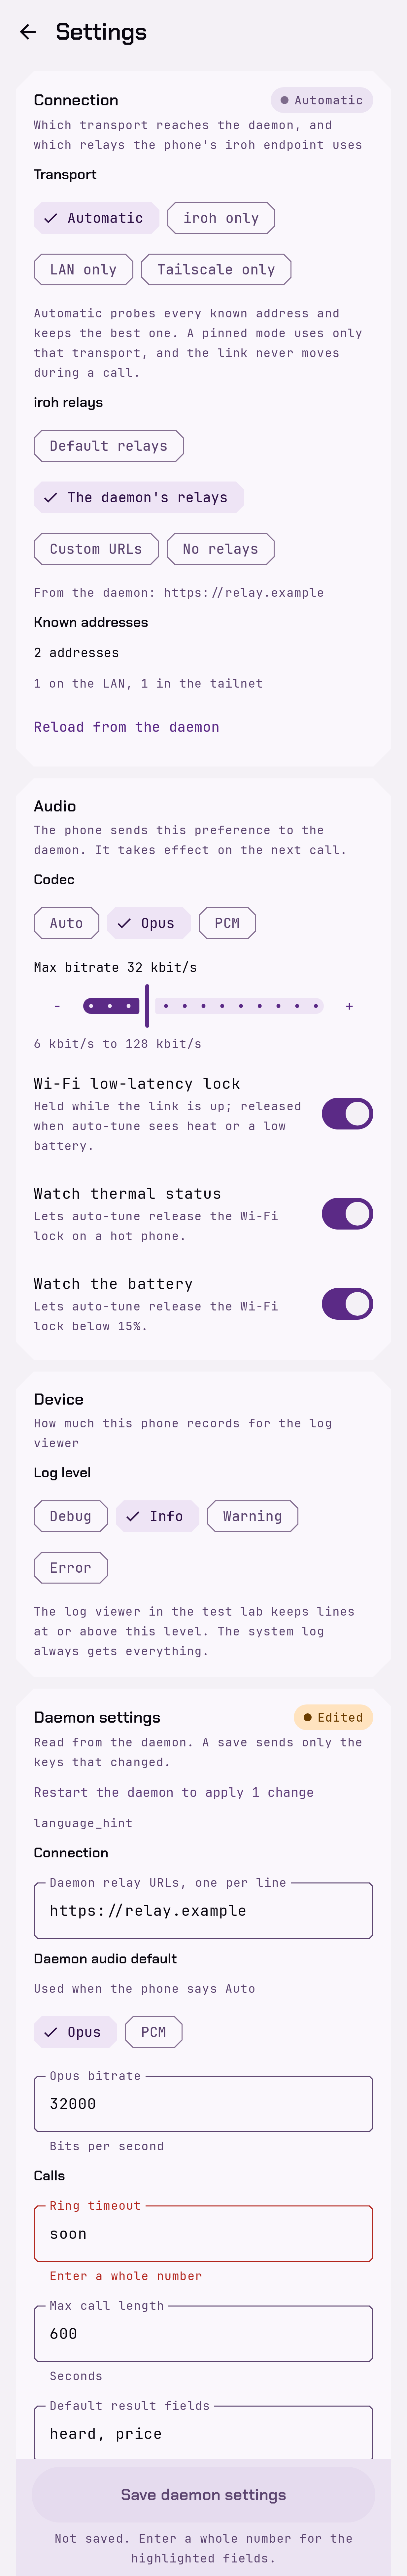 Settings
Connection
Automatic
Which transport reaches the daemon, and
which relays the phone's iroh endpoint uses
Transport
Automatic
iroh only
LAN only
Tailscale only
Automatic probes every known address and
keeps the best one. A pinned mode uses only
that transport, and the link never moves
during a call.
iroh relays
Default relays
The daemon's relays
Custom URLs
No relays
From the daemon: https://relay.example
Known addresses
2 addresses
1 on the LAN, 1 in the tailnet
Reload from the daemon
Audio
The phone sends this preference to the
daemon. It takes effect on the next call.
Codec
Auto
Opus
PCM
Max bitrate 32 kbit/s
- +
6 kbit/s to 128 kbit/s
Wi-Fi low-latency lock
Held while the link is up; released
when auto-tune sees heat or a low
battery.
Watch thermal status
Lets auto-tune release the Wi-Fi
lock on a hot phone.
Watch the battery
Lets auto-tune release the Wi-Fi
lock below 15%.
Device
How much this phone records for the log
viewer
Log level
Debug
Info
Warning
Error
The log viewer in the test lab keeps lines
at or above this level. The system log
always gets everything.
Daemon settings
Edited
Read from the daemon. A save sends only the
keys that changed.
Restart the daemon to apply 1 change
language_hint
Connection
Daemon relay URLs, one per line
https://relay.example
Daemon audio default
Used when the phone says Auto
Opus
PCM
Opus bitrate
32000
Bits per second
Calls
Ring timeout
soon
Enter a whole number
Max call length
600
Seconds
Default result fields
heard, price
Save daemon settings
Not saved. Enter a whole number for the
highlighted fields.